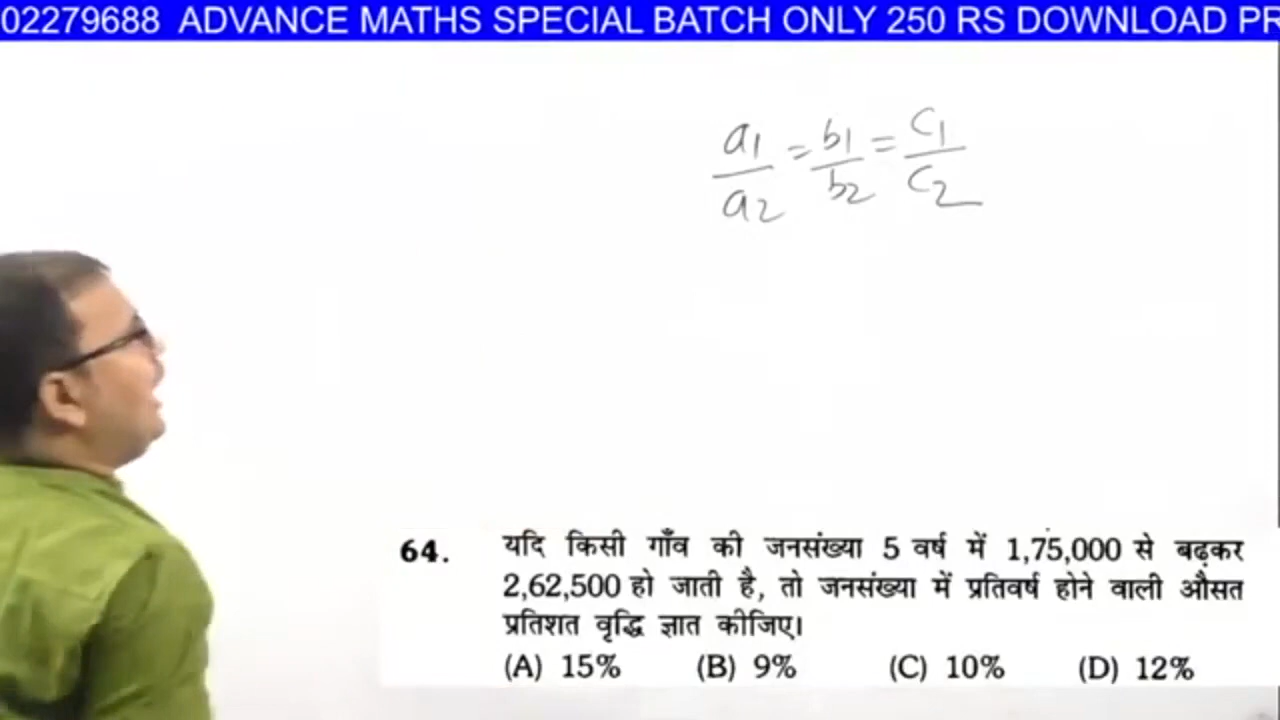 02279688 ADVANCE MATHS SPECIAL BATCH ONLY 250 RS DOWNLOAD PR
a1/a2 = b1/b2 = c1/c2
64. यदि किसी गाँव की जनसंख्या 5 वर्ष में 1,75,000 से बढ़कर
2,62,500 हो जाती है, तो जनसंख्या में प्रतिवर्ष होने वाली औसत
प्रतिशत वृद्धि ज्ञात कीजिए।
(A) 15% (B) 9% (C) 10% (D) 12%